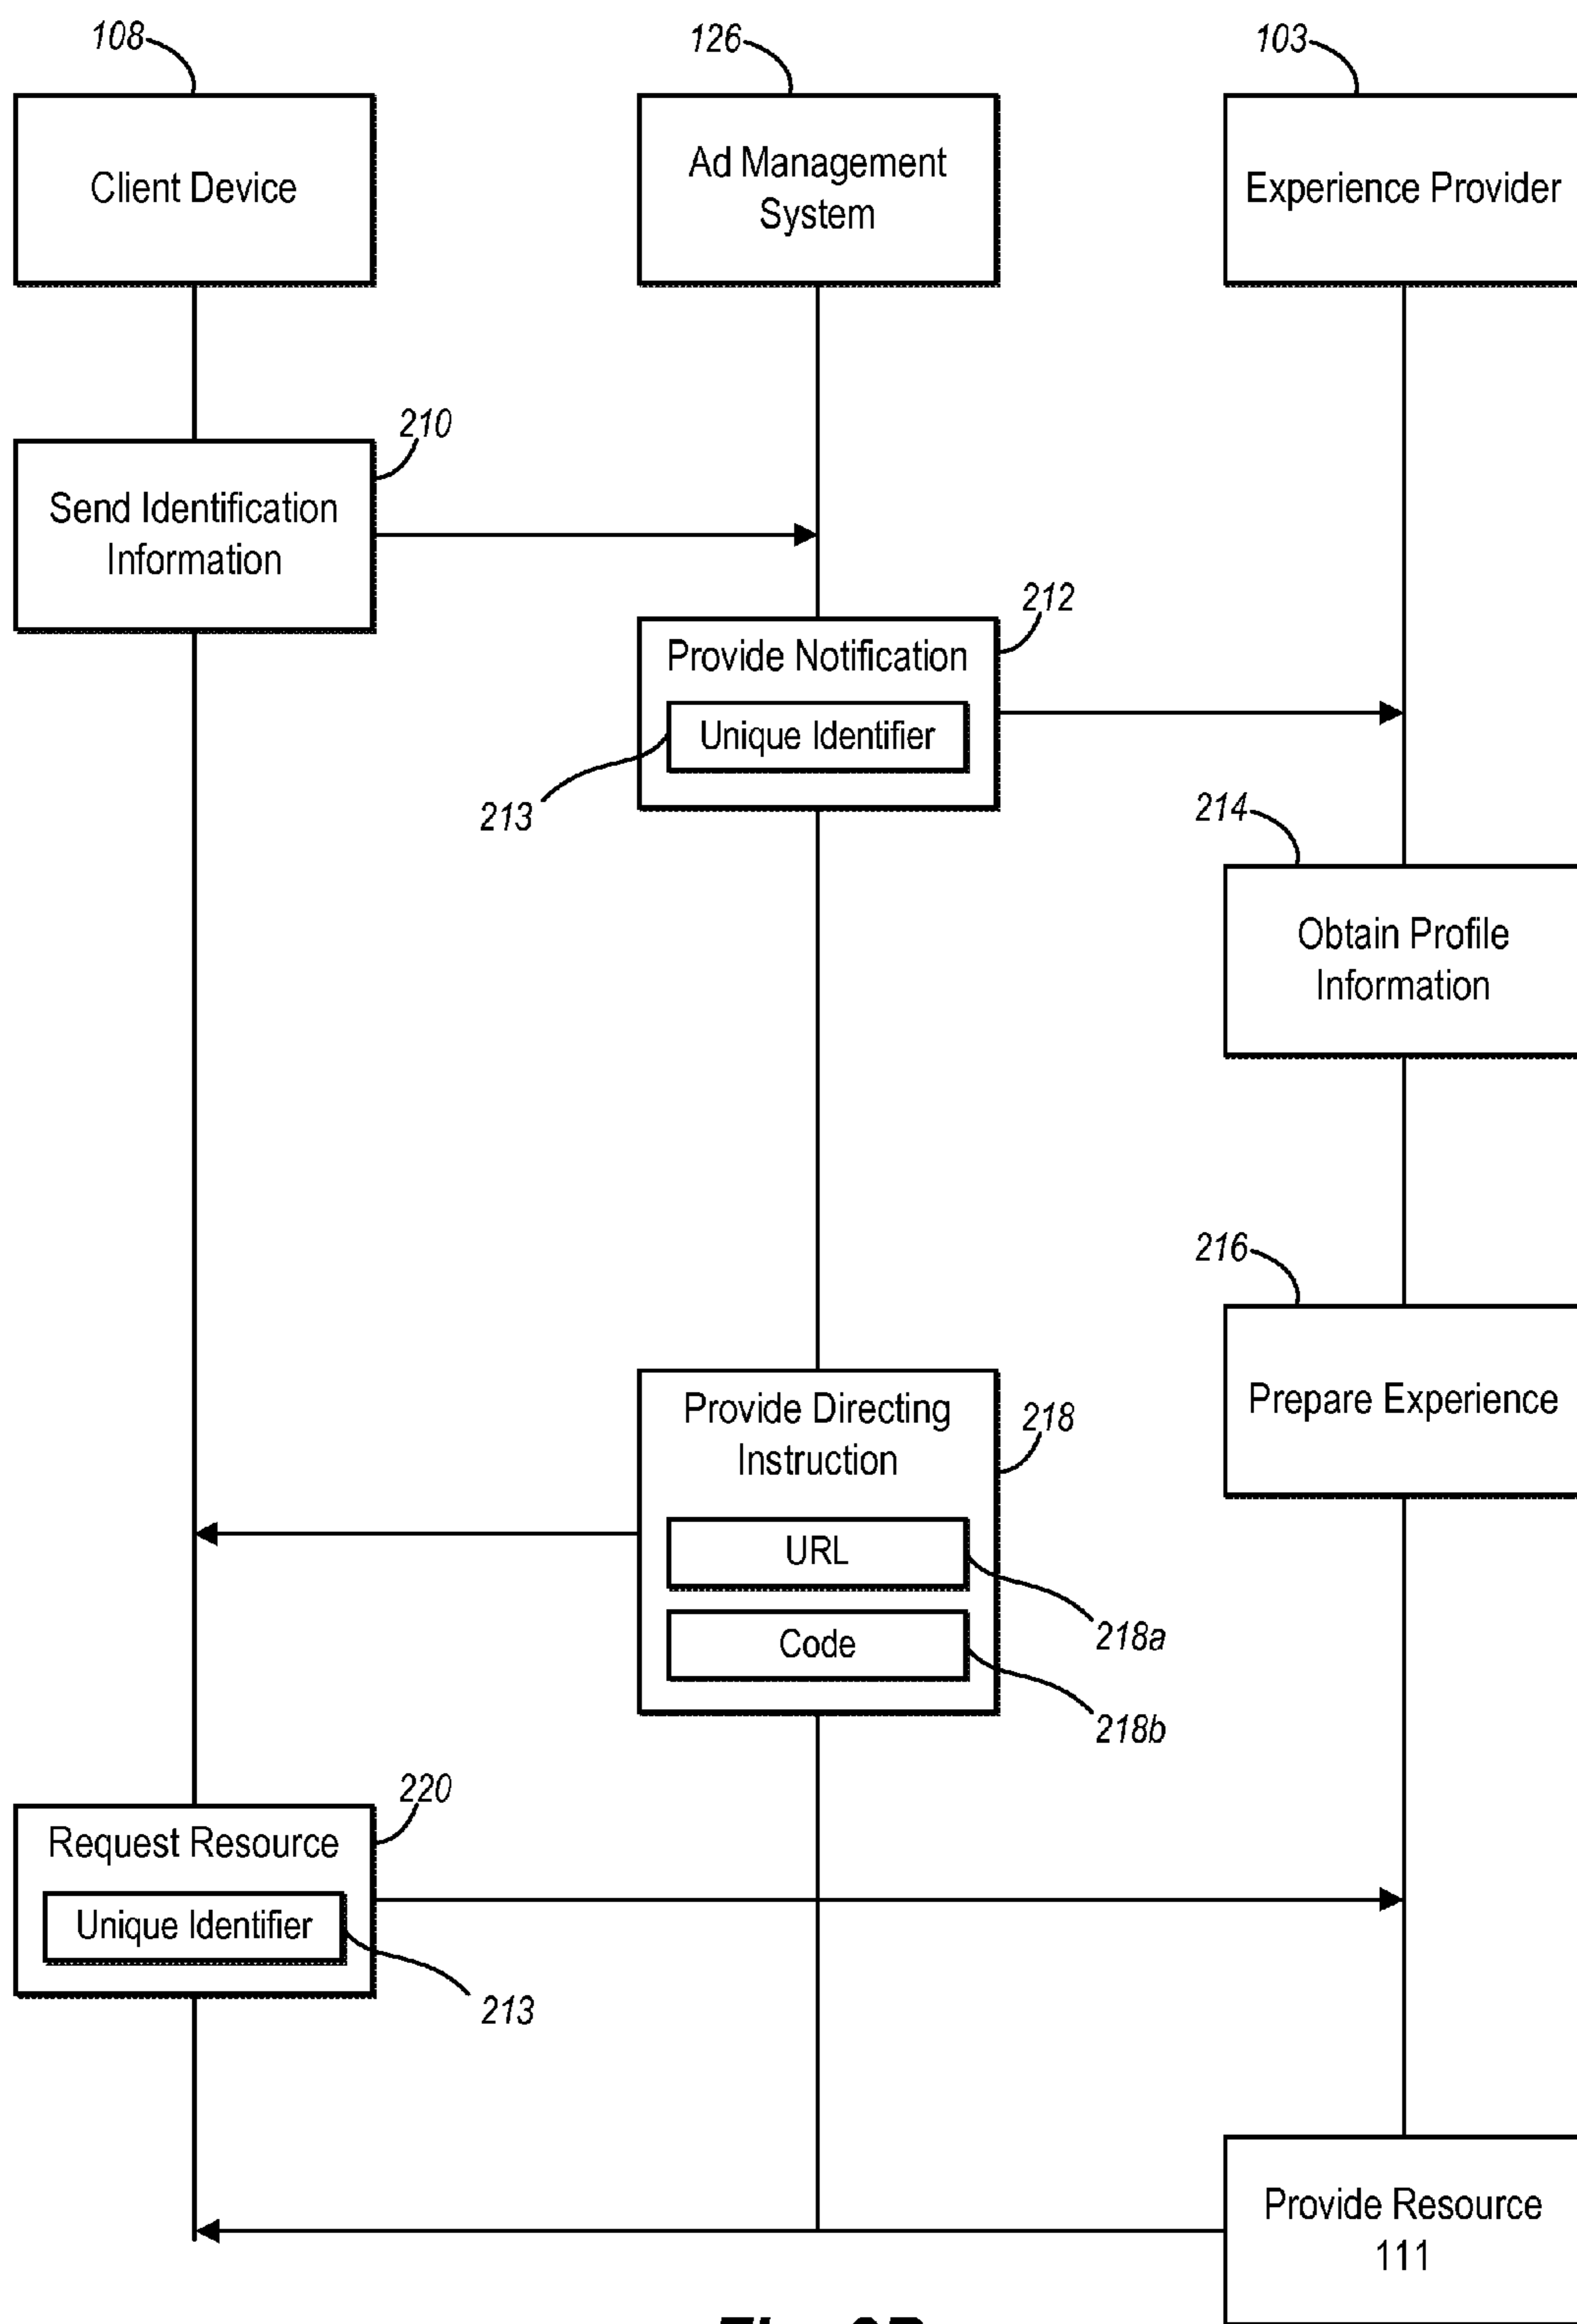 108
126
103
Client Device
Ad Management
System
Experience Provider
210
Send Identification
Information
212
Provide Notification
Unique Identifier
213
214
Obtain Profile
Information
216
Prepare Experience
Provide Directing
Instruction
218
URL
218a
Code
218b
220
Request Resource
Unique Identifier
213
Provide Resource
111